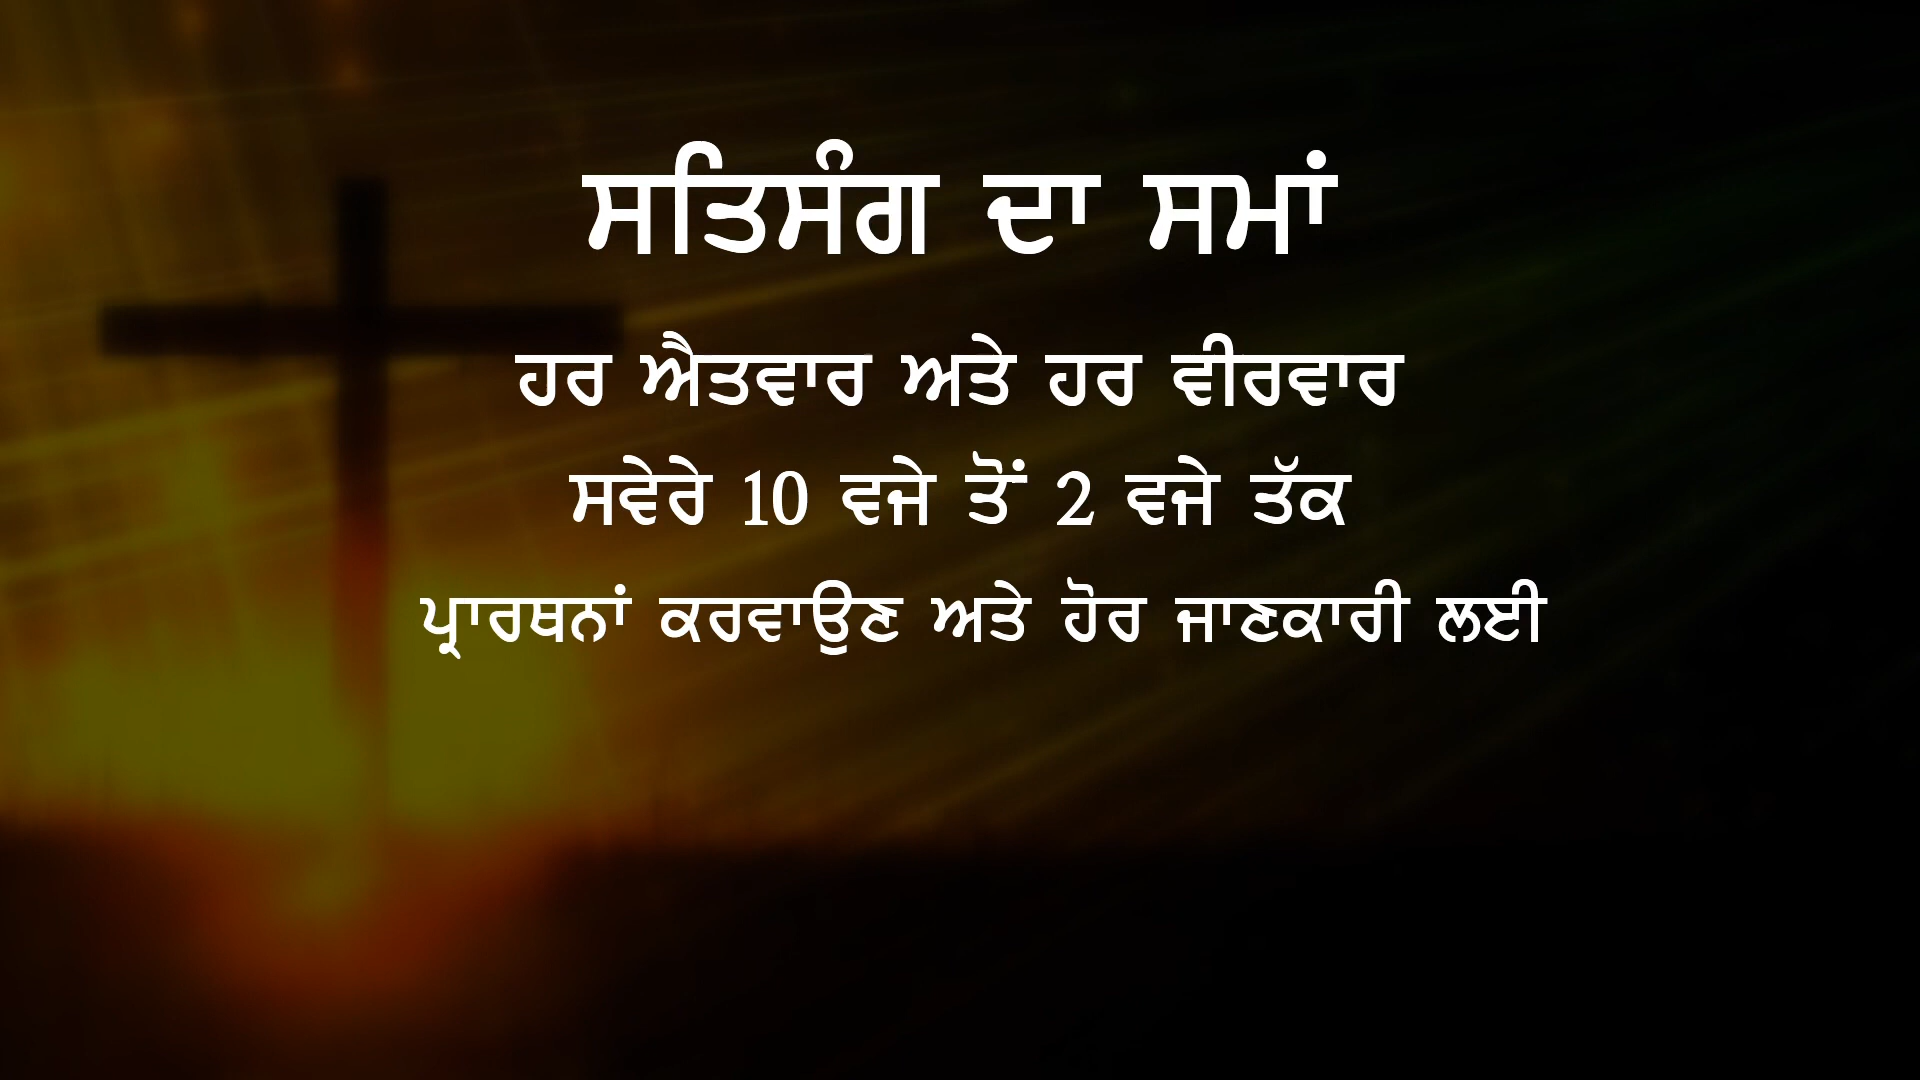 ਸਤਿਸੰਗ ਦਾ ਸਮਾਂ
ਹਰ ਐਤਵਾਰ ਅਤੇ ਹਰ ਵੀਰਵਾਰ
ਸਵੇਰੇ 10 ਵਜੇ ਤੋਂ 2 ਵਜੇ ਤੱਕ
ਪ੍ਰਾਰਥਨਾਂ ਕਰਵਾਉਣ ਅਤੇ ਹੋਰ ਜਾਣਕਾਰੀ ਲਈ